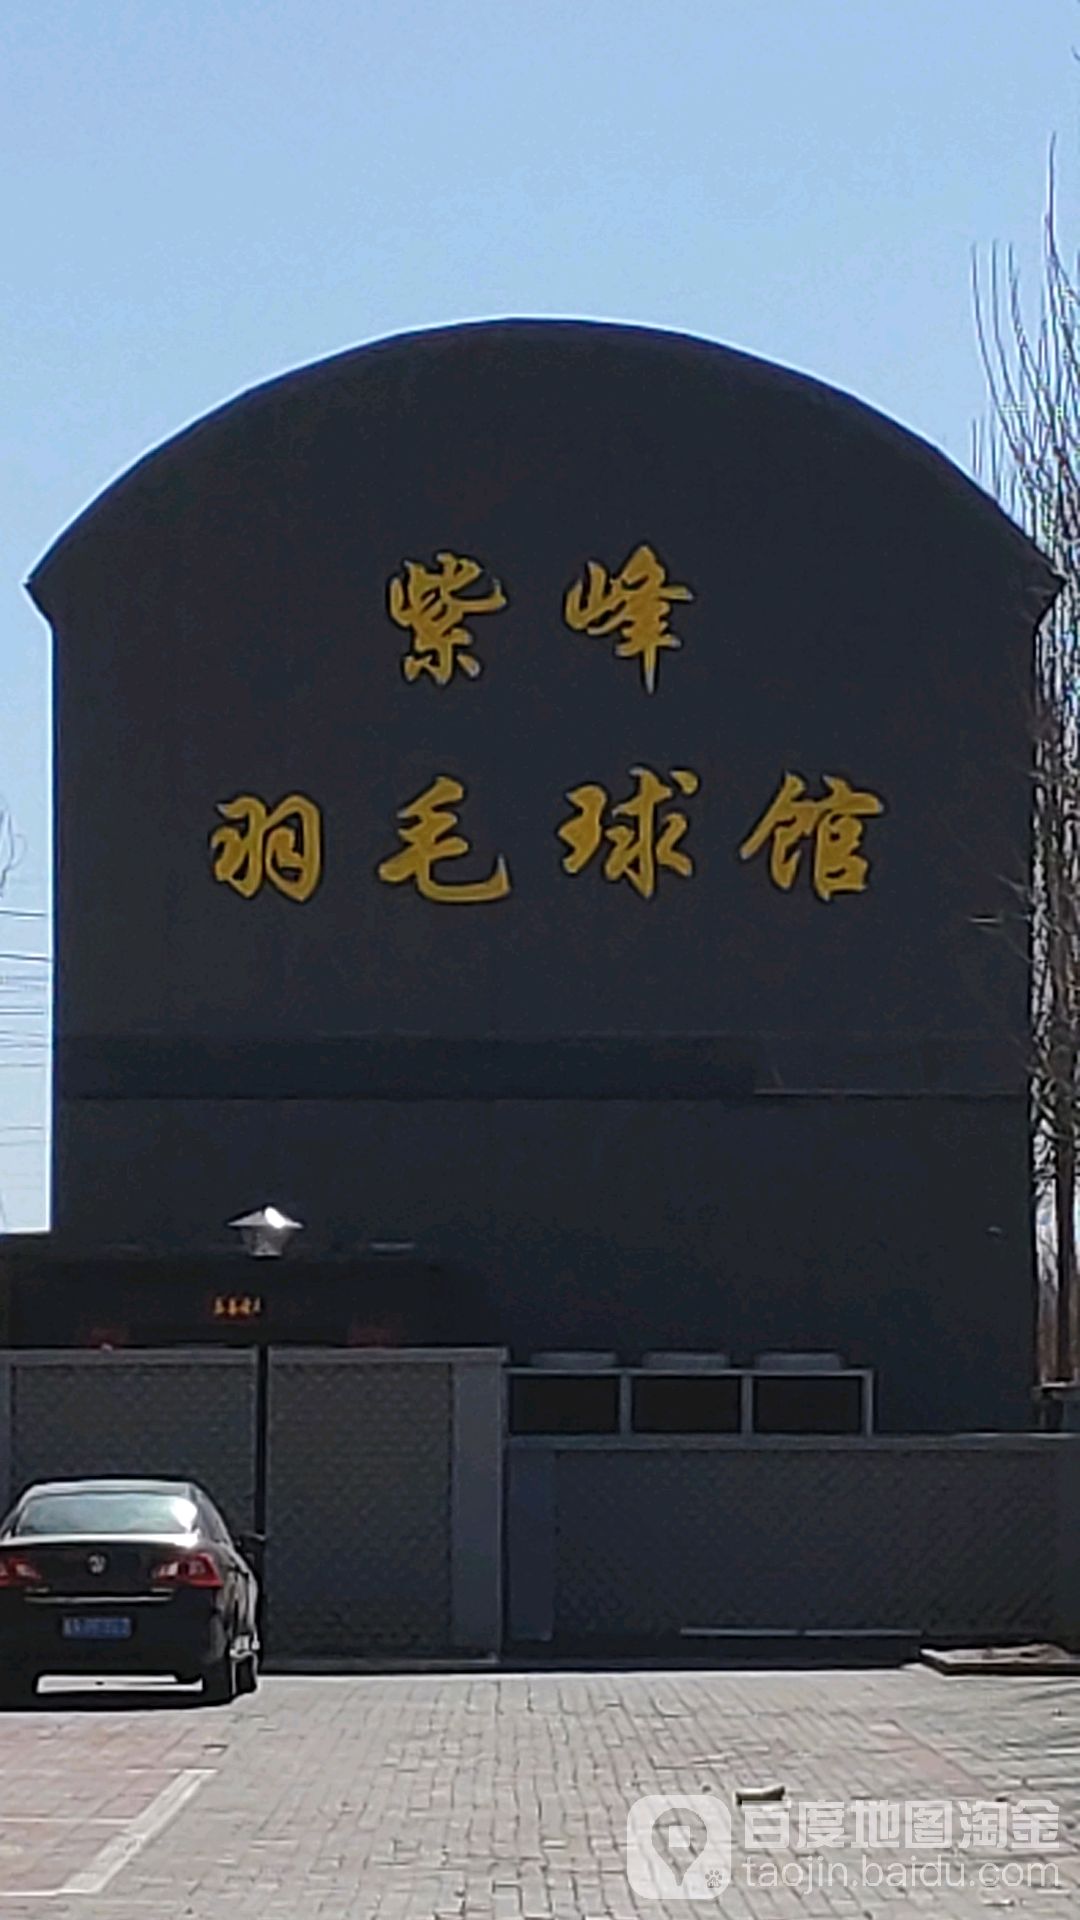 紫峰
羽毛球馆
百度地图淘金
taojin.baidu.com